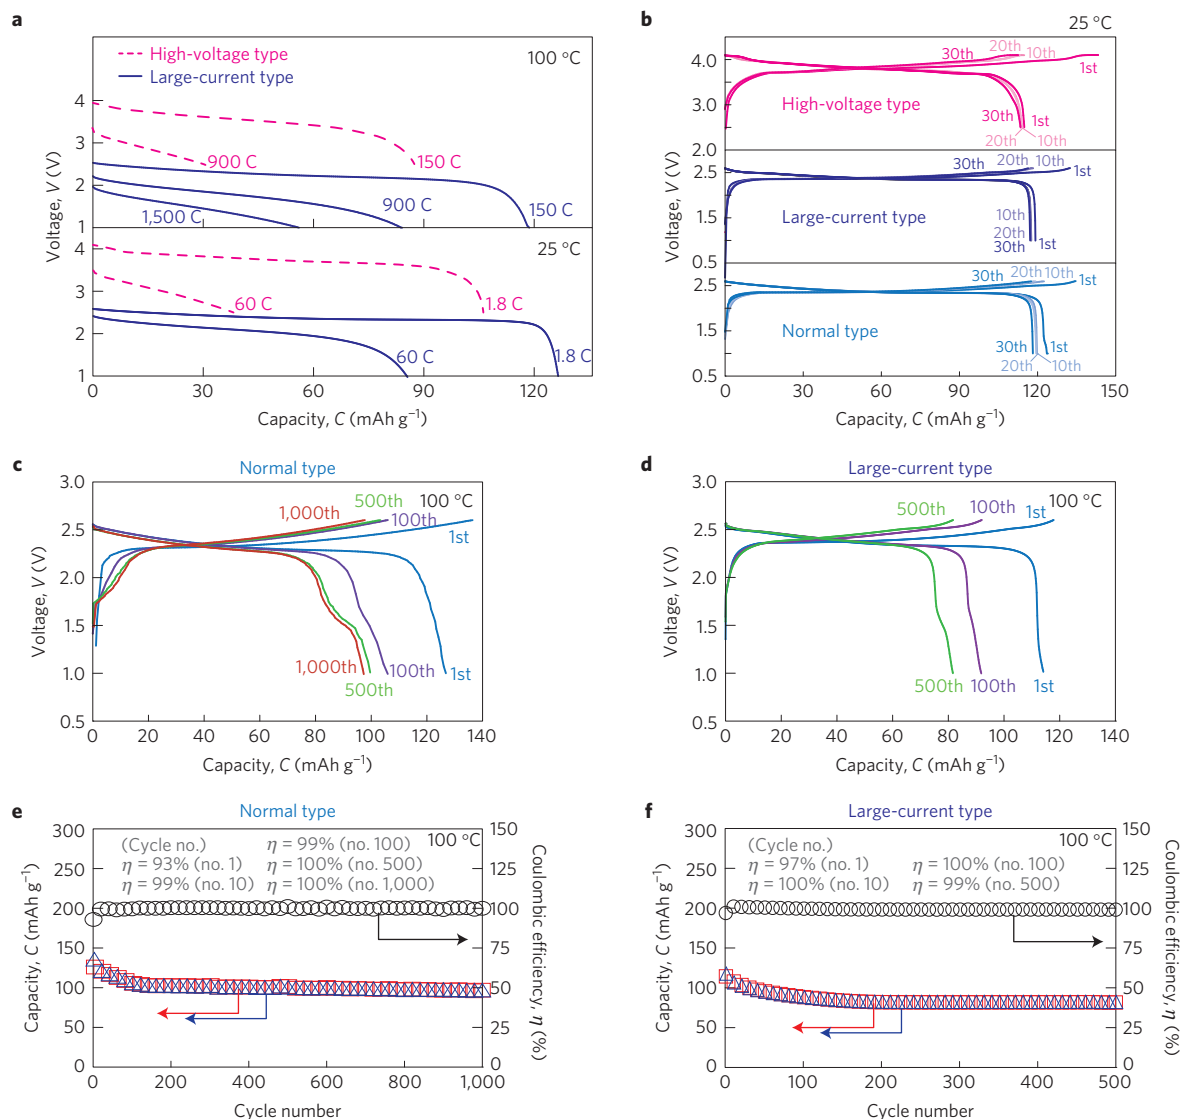 a
High-voltage type
Large-current type
100 °C
4
3
2
1
900 C
150 C
1,500 C
900 C
150 C
25 °C
4
3
2
1
60 C
1.8 C
60 C
1.8 C
0 30 60 90 120
Voltage, V (V)
Capacity, C (mAh g⁻¹)
b
25 °C
4.0
3.0
2.0
30th
20th
10th
1st
High-voltage type
30th
1st
20th
10th
2.5
1.5
0.5
30th
20th
10th
1st
Large-current type
10th
20th
30th
1st
2.5
1.5
0.5
30th
20th
10th
1st
Normal type
30th
1st
20th
10th
0 30 60 90 120 150
Voltage, V (V)
Capacity, C (mAh g⁻¹)
c
Normal type
100 °C
3.0
2.5
2.0
1.5
1.0
0.5
500th
1,000th
100th
1st
1,000th
500th
100th
1st
0 20 40 60 80 100 120 140
Voltage, V (V)
Capacity, C (mAh g⁻¹)
d
Large-current type
100 °C
3.0
2.5
2.0
1.5
1.0
0.5
500th
100th
1st
500th
100th
1st
0 20 40 60 80 100 120 140
Voltage, V (V)
Capacity, C (mAh g⁻¹)
e
Normal type
100 °C
300
250
200
150
100
50
0
(Cycle no.)
η = 93% (no. 1)
η = 99% (no. 10)
η = 99% (no. 100)
η = 100% (no. 500)
η = 100% (no. 1,000)
150
125
100
75
50
25
0
0 200 400 600 800 1,000
Capacity, C (mAh g⁻¹)
Coulombic efficiency, η (%)
Cycle number
f
Large-current type
100 °C
300
250
200
150
100
50
0
(Cycle no.)
η = 97% (no. 1)
η = 100% (no. 10)
η = 100% (no. 100)
η = 99% (no. 500)
150
125
100
75
50
25
0
0 100 200 300 400 500
Capacity, C (mAh g⁻¹)
Coulombic efficiency, η (%)
Cycle number